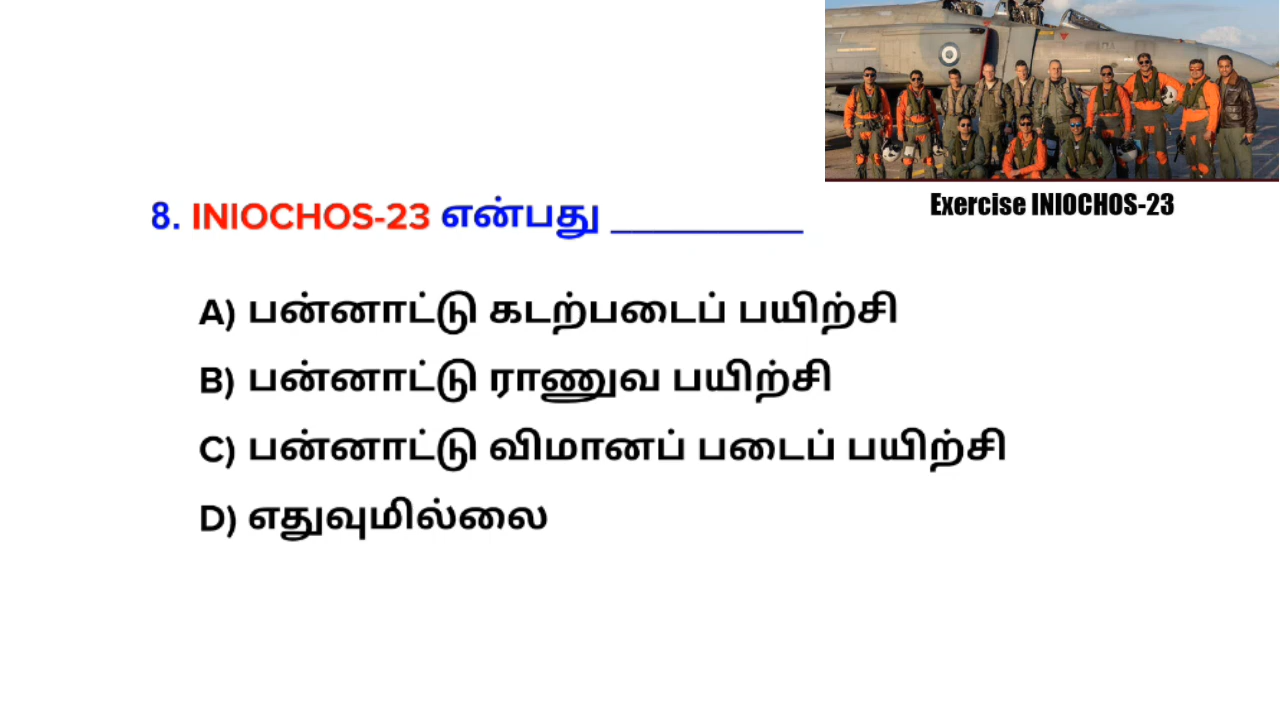 Exercise INIOCHOS-23
8. INIOCHOS-23 என்பது __________
A) பன்னாட்டு கடற்படைப் பயிற்சி
B) பன்னாட்டு ராணுவ பயிற்சி
C) பன்னாட்டு விமானப் படைப் பயிற்சி
D) எதுவுமில்லை